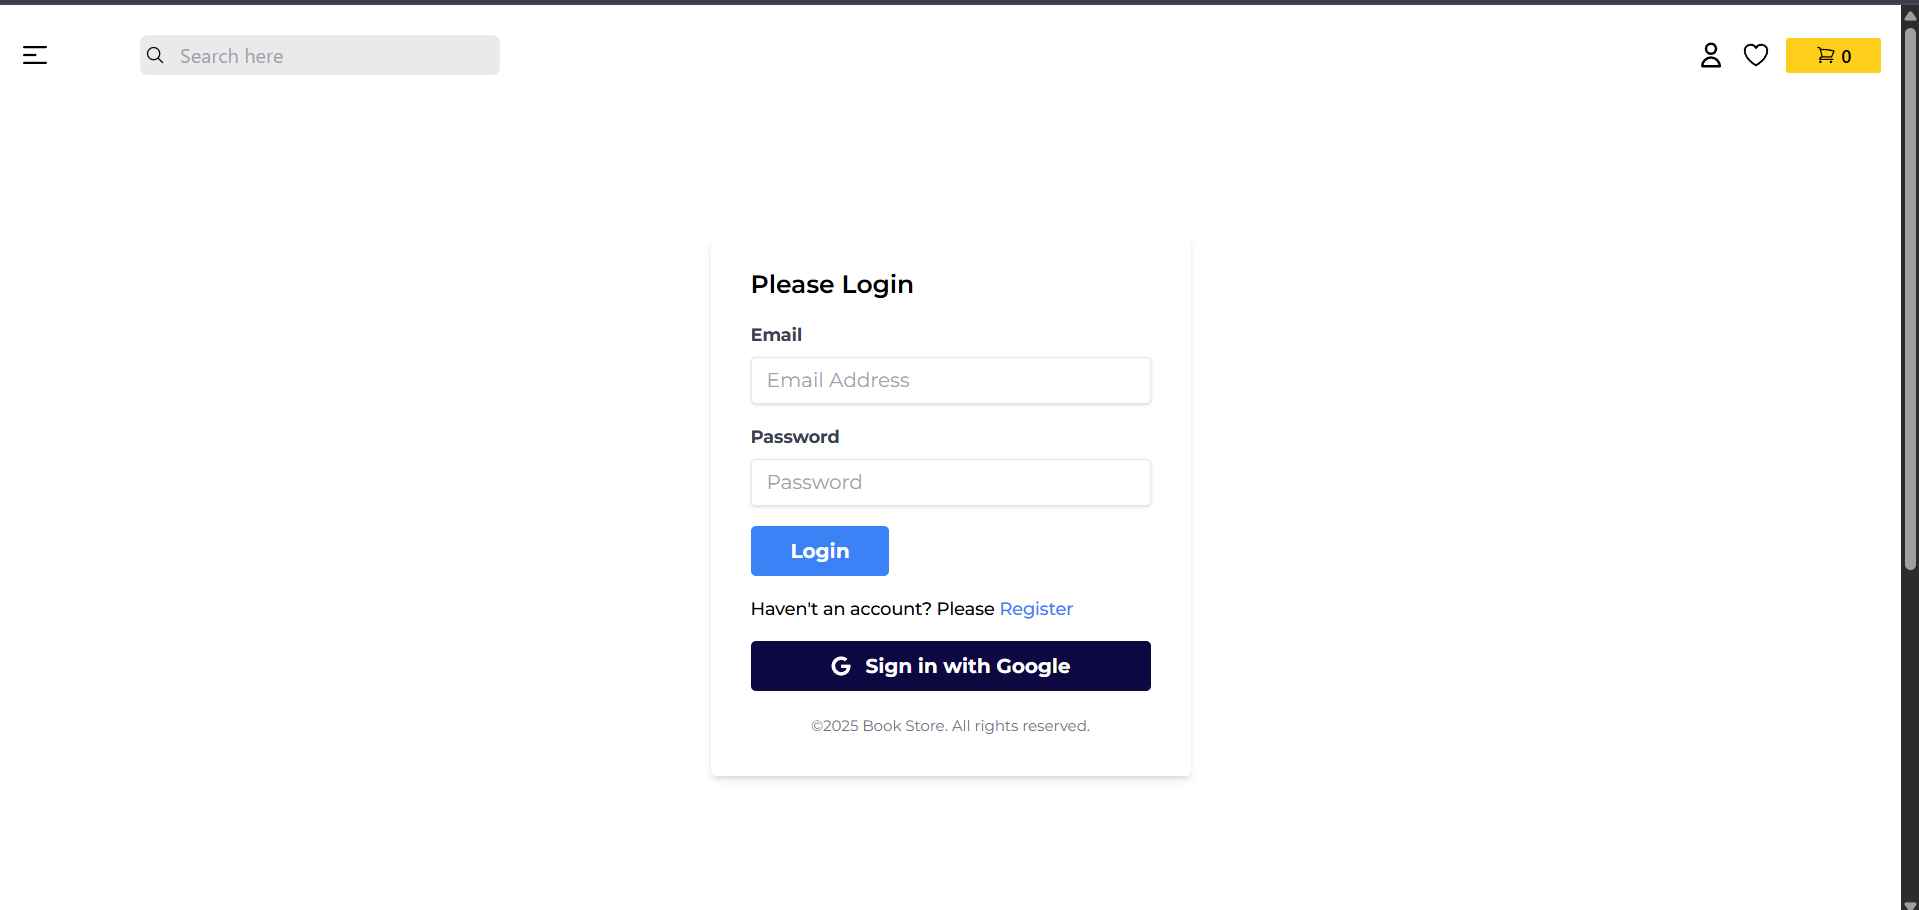 Search here
0
Please Login
Email
Email Address
Password
Password
Login
Haven't an account? Please Register
G Sign in with Google
©2025 Book Store. All rights reserved.